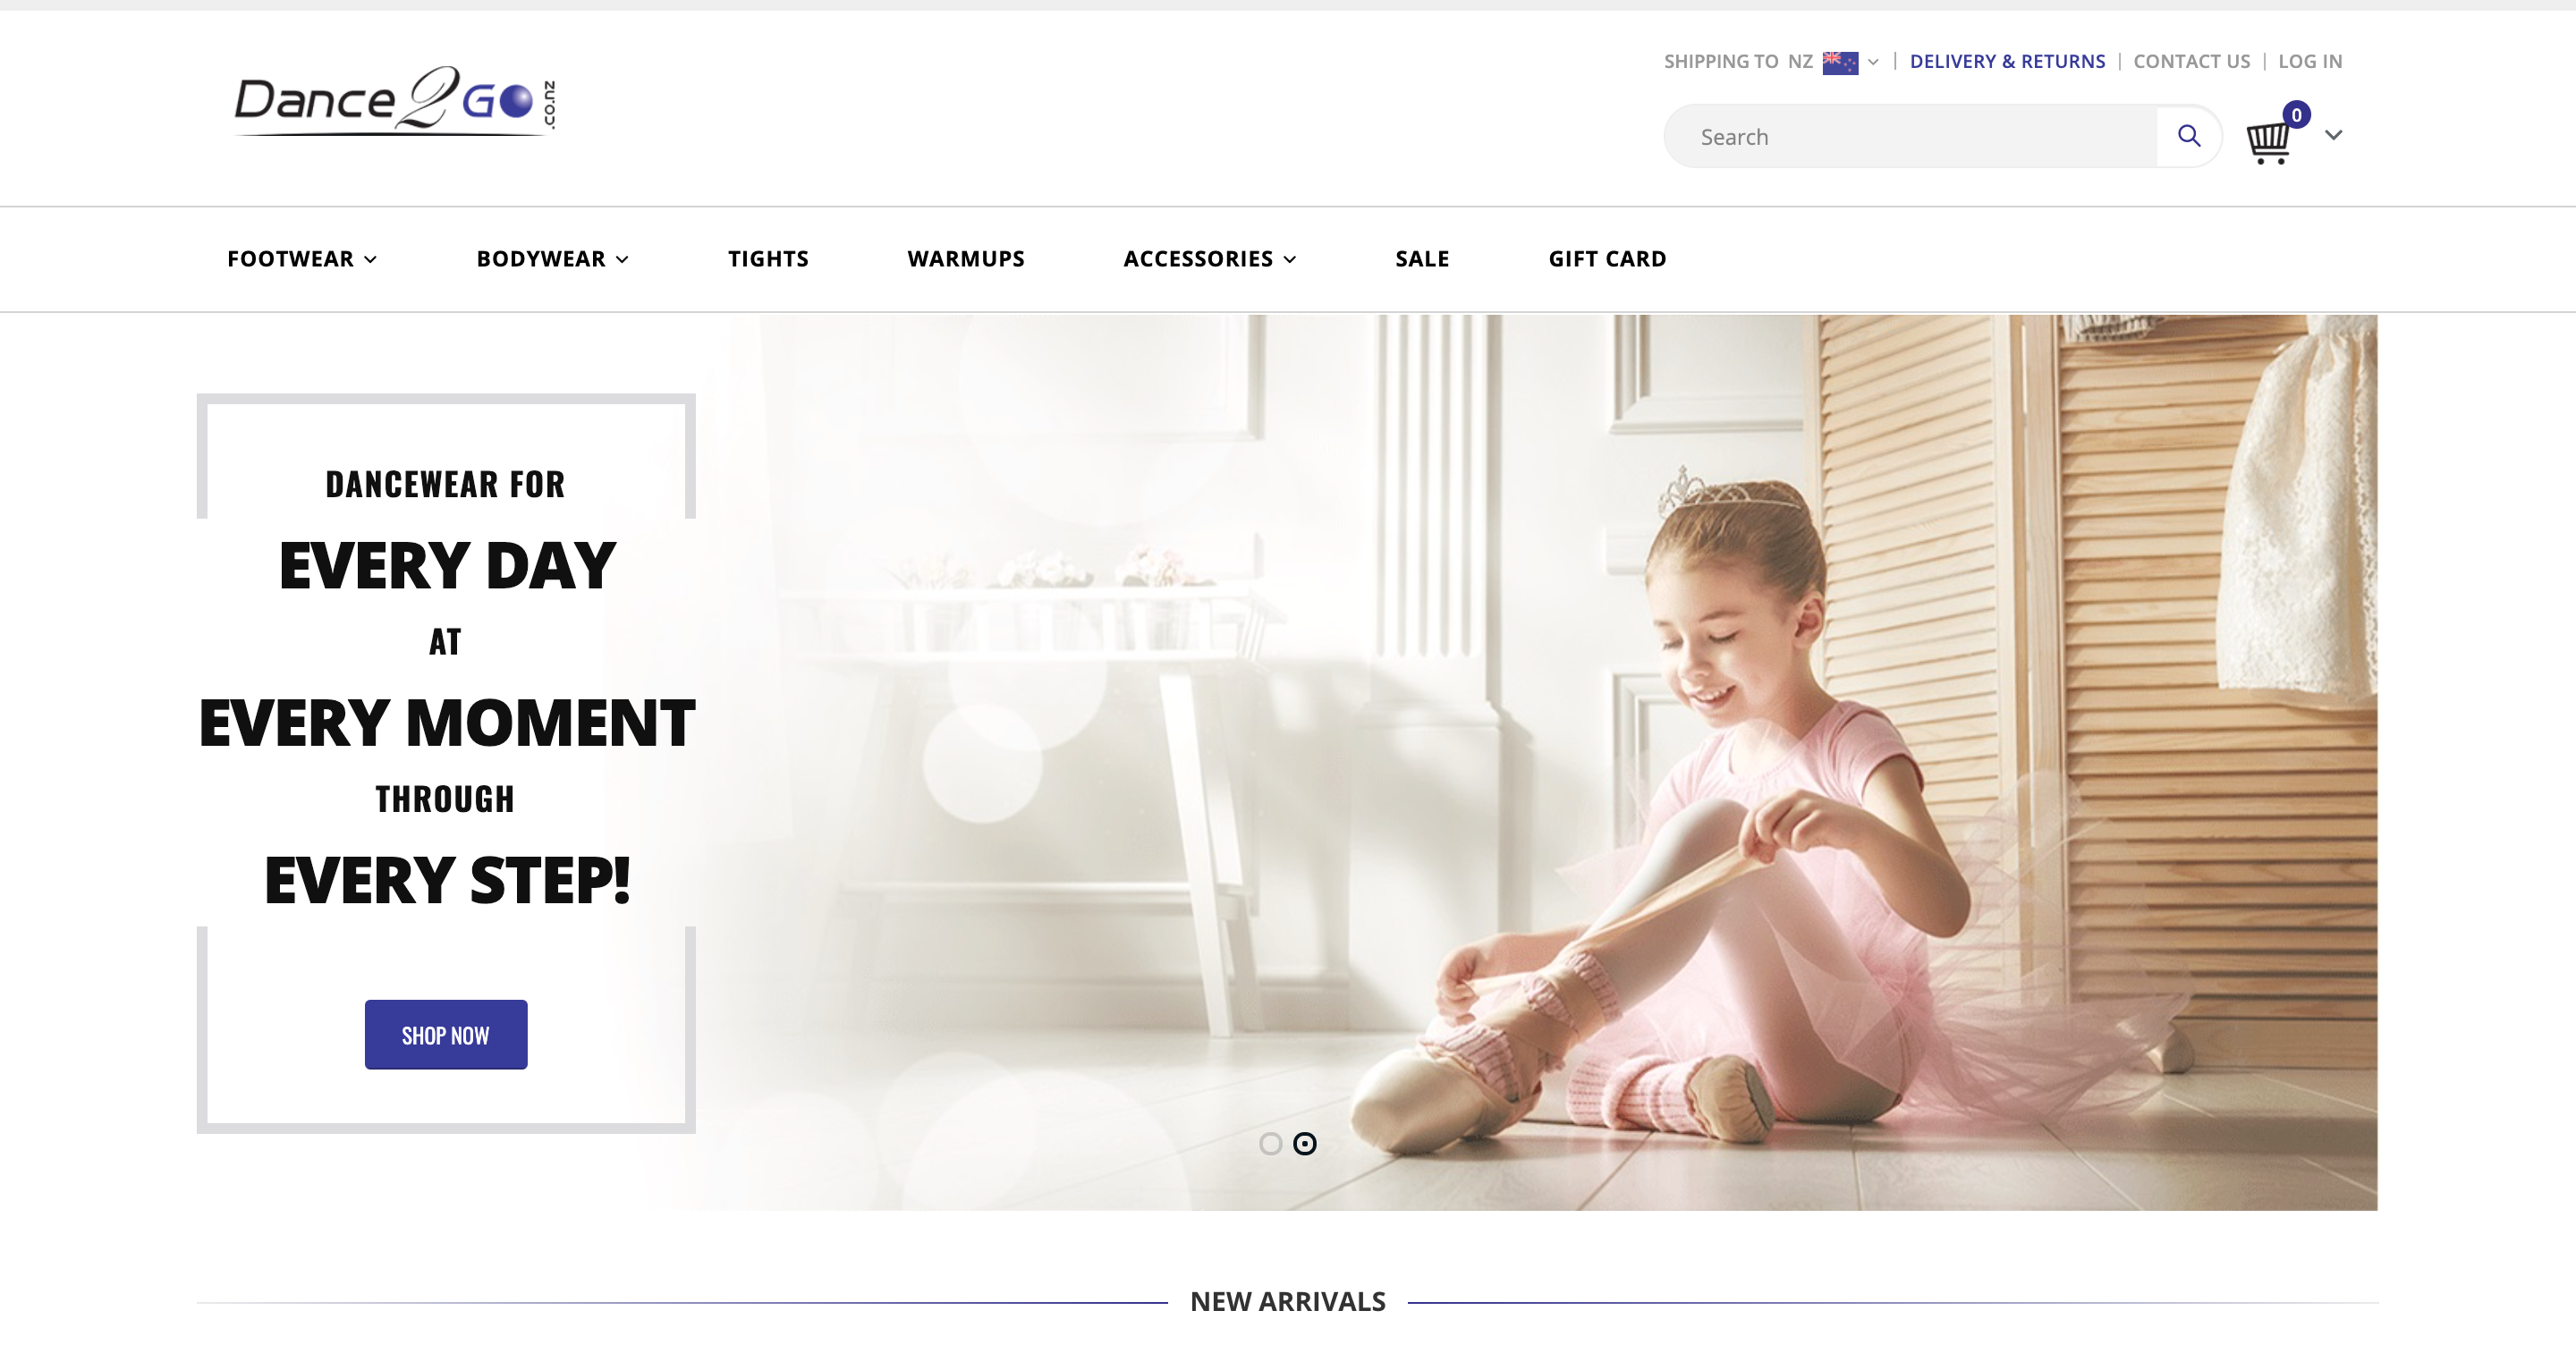 Dance2GO.co.nz
SHIPPING TO NZ | DELIVERY & RETURNS | CONTACT US | LOG IN
Search
0
FOOTWEAR BODYWEAR TIGHTS WARMUPS ACCESSORIES SALE GIFT CARD
DANCEWEAR FOR
EVERY DAY
AT
EVERY MOMENT
THROUGH
EVERY STEP!
SHOP NOW
NEW ARRIVALS